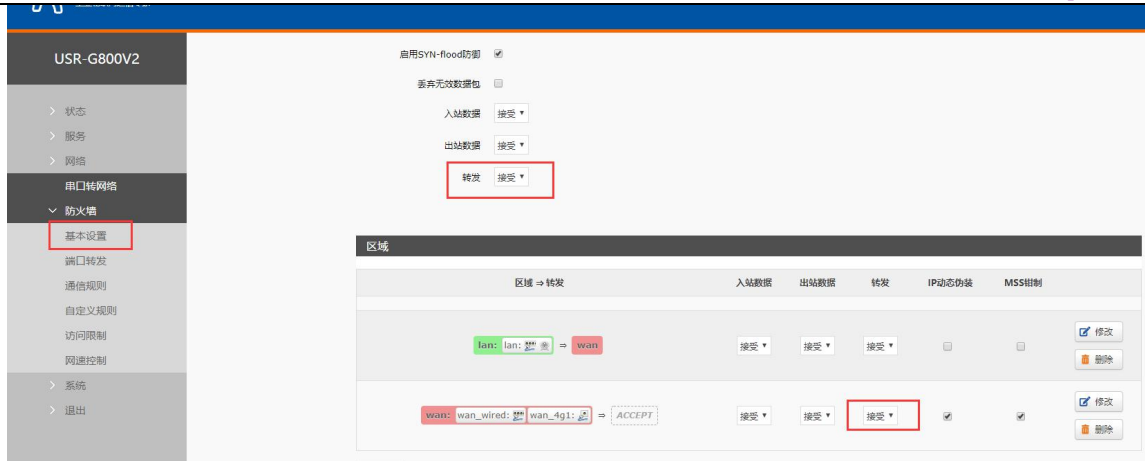 USR-G800V2
启用SYN-flood防御
丢弃无效数据包
入站数据 接受
出站数据 接受
转发 接受
状态
服务
网络
串口转网络
防火墙
基本设置
端口转发
通信规则
自定义规则
访问限制
网速控制
系统
退出
区域
区域 ⇒ 转发 入站数据 出站数据 转发 IP动态伪装 MSS钳制
lan: lan: ⇒ wan 接受 接受 接受 修改
删除
wan: wan_wired: wan_4g1: ⇒ ACCEPT 接受 接受 接受 修改
删除